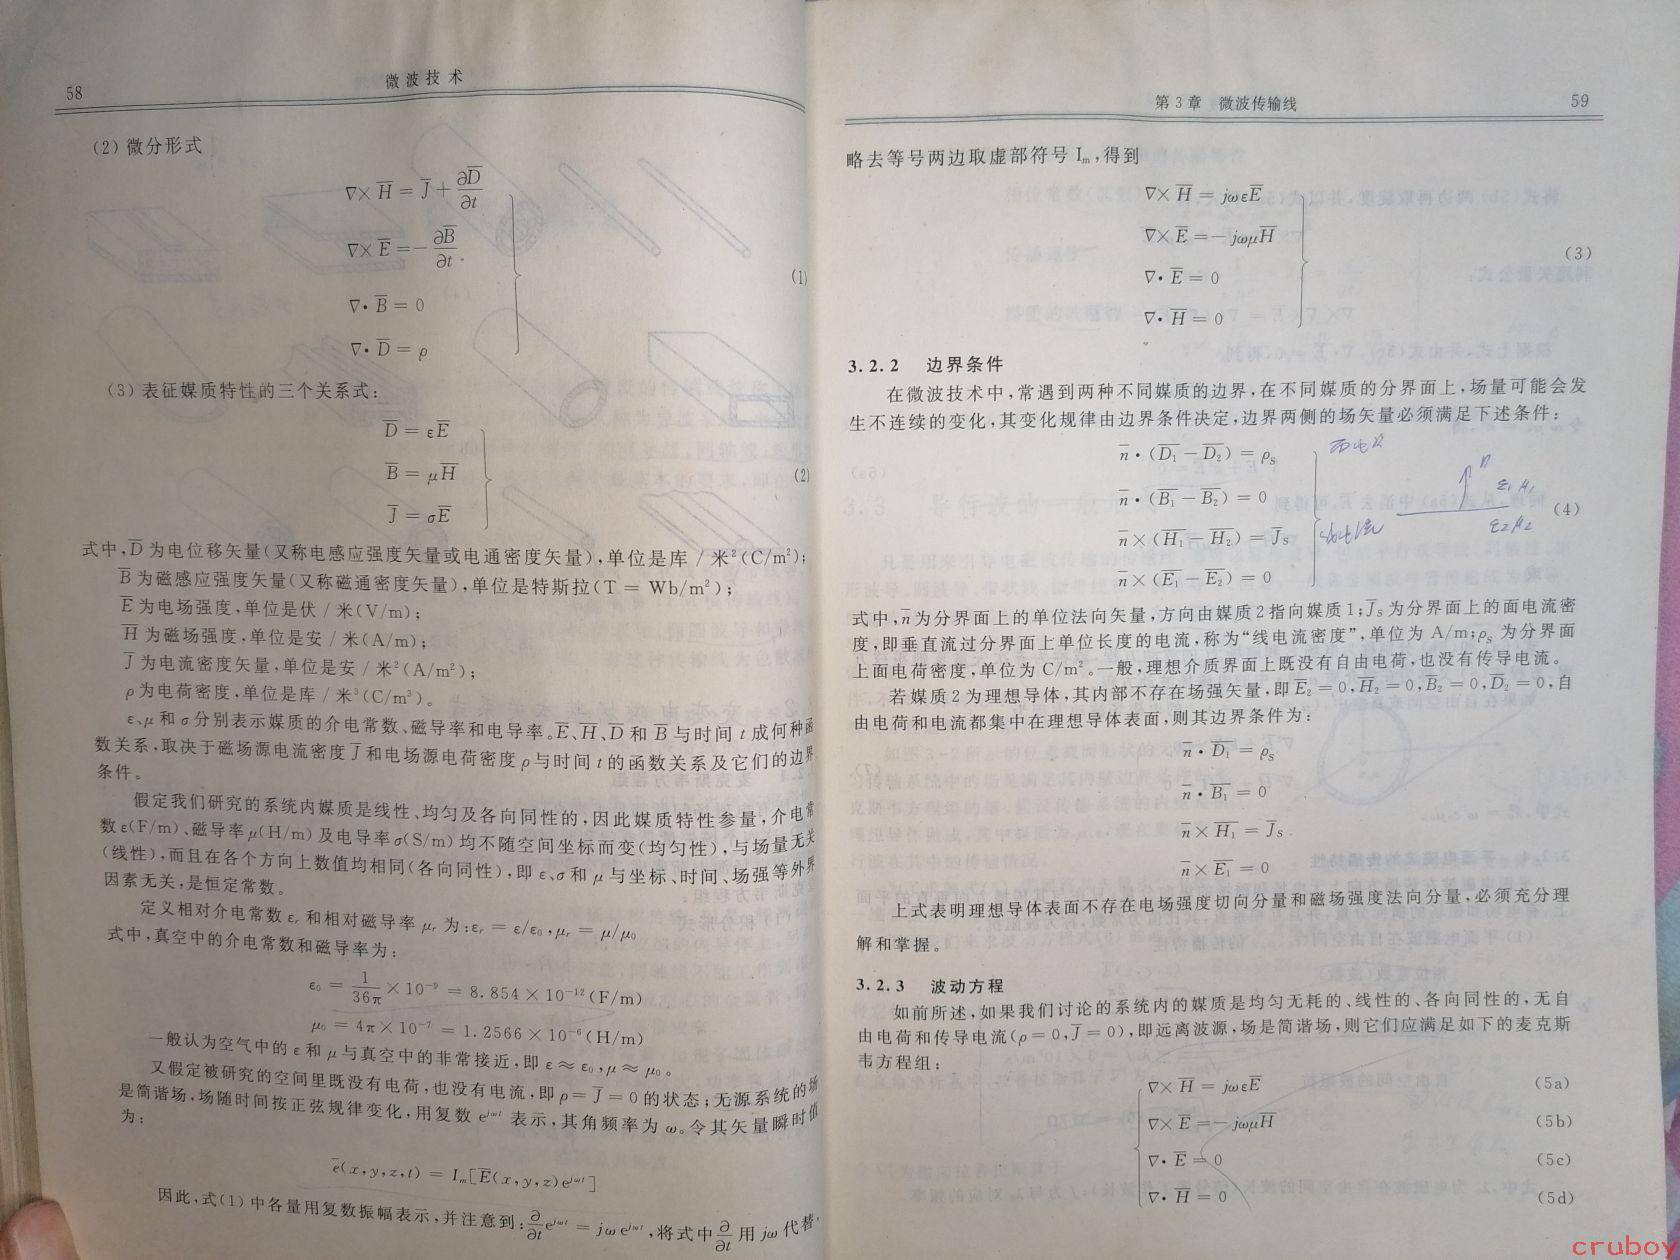 58
微波技术
(2) 微分形式
∇× H̅ = J̅ + ∂D̅/∂t
∇× E̅ = − ∂B̅/∂t
∇· B̅ = 0
∇· D̅ = ρ
(1)
(3) 表征媒质特性的三个关系式:
D̅ = εE̅
B̅ = μH̅
J̅ = σE̅
(2)
式中,D̅ 为电位移矢量(又称电感应强度矢量或电通密度矢量),单位是库 / 米²(C/m²);
B̅ 为磁感应强度矢量(又称磁通密度矢量),单位是特斯拉(T = Wb/m²);
E̅ 为电场强度,单位是伏 / 米(V/m);
H̅ 为磁场强度,单位是安 / 米(A/m);
J̅ 为电流密度矢量,单位是安 / 米²(A/m²);
ρ 为电荷密度,单位是库 / 米³(C/m³)。
ε、μ 和 σ 分别表示媒质的介电常数、磁导率和电导率。E̅、H̅、D̅ 和 B̅ 与时间 t 成何种函
数关系,取决于磁场源电流密度 J̅ 和电场源电荷密度 ρ 与时间 t 的函数关系及它们的边界
条件。
假定我们研究的系统内媒质是线性、均匀及各向同性的,因此媒质特性参量,介电常
数 ε(F/m)、磁导率 μ(H/m) 及电导率 σ(S/m) 均不随空间坐标而变(均匀性),与场量无关
(线性),而且在各个方向上数值均相同(各向同性),即 ε、σ 和 μ 与坐标、时间、场强等外界
因素无关,是恒定常数。
定义相对介电常数 εᵣ 和相对磁导率 μᵣ 为:εᵣ = ε/ε₀,μᵣ = μ/μ₀
式中,真空中的介电常数和磁导率为:
ε₀ = 1/36π × 10⁻⁹ = 8.854 × 10⁻¹² (F/m)
μ₀ = 4π × 10⁻⁷ = 1.2566 × 10⁻⁶ (H/m)
一般认为空气中的 ε 和 μ 与真空中的非常接近,即 ε ≈ ε₀,μ ≈ μ₀。
又假定被研究的空间里既没有电荷,也没有电流,即 ρ = J̅ = 0 的状态;无源系统的场
是简谐场,场随时间按正弦规律变化,用复数 e^{jωt} 表示,其角频率为 ω。令其矢量瞬时值
为:
e̅(x,y,z,t) = Iₘ[E̅(x,y,z)e^{jωt}]
因此,式(1) 中各量用复数振幅表示,并注意到:∂/∂t e^{jωt} = jω e^{jωt},将式中 ∂/∂t 用 jω 代替,
第 3 章 微波传输线
59
略去等号两边取虚部符号 Iₘ,得到
∇× H̅ = jωεE̅
∇× E̅ = − jωμH̅
∇· E̅ = 0
∇· H̅ = 0
(3)
3.2.2 边界条件
在微波技术中,常遇到两种不同媒质的边界,在不同媒质的分界面上,场量可能会发
生不连续的变化,其变化规律由边界条件决定,边界两侧的场矢量必须满足下述条件:
n̅ · (D̅₁ − D̅₂) = ρₛ
n̅ · (B̅₁ − B̅₂) = 0
n̅ × (H̅₁ − H̅₂) = J̅ₛ
n̅ × (E̅₁ − E̅₂) = 0
n
ε₁ μ₁
ε₂ μ₂
(4)
式中,n̅ 为分界面上的单位法向矢量,方向由媒质 2 指向媒质 1;J̅ₛ 为分界面上的面电流密
度,即垂直流过分界面上单位长度的电流,称为“线电流密度”,单位为 A/m;ρₛ 为分界面
上面电荷密度,单位为 C/m²。一般,理想介质界面上既没有自由电荷,也没有传导电流。
若媒质 2 为理想导体,其内部不存在场强矢量,即 E̅₂ = 0,H̅₂ = 0,B̅₂ = 0,D̅₂ = 0,自
由电荷和电流都集中在理想导体表面,则其边界条件为:
n̅ · D̅₁ = ρₛ
n̅ · B̅₁ = 0
n̅ × H̅₁ = J̅ₛ
n̅ × E̅₁ = 0
上式表明理想导体表面不存在电场强度切向分量和磁场强度法向分量,必须充分理
解和掌握。
3.2.3 波动方程
如前所述,如果我们讨论的系统内的媒质是均匀无耗的、线性的、各向同性的,无自
由电荷和传导电流(ρ = 0,J̅ = 0),即远离波源,场是简谐场,则它们应满足如下的麦克斯
韦方程组:
∇× H̅ = jωεE̅ (5a)
∇× E̅ = − jωμH̅ (5b)
∇· E̅ = 0 (5c)
∇· H̅ = 0 (5d)
cruboy